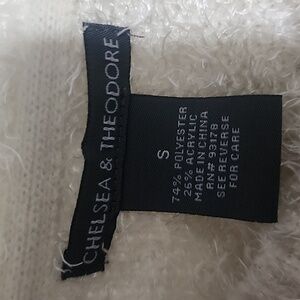 CHELSEA & THEODORE
S
74% POLYESTER
26% ACRYLIC
MADE IN CHINA
RN# 93178
SEE REVERSE
FOR CARE